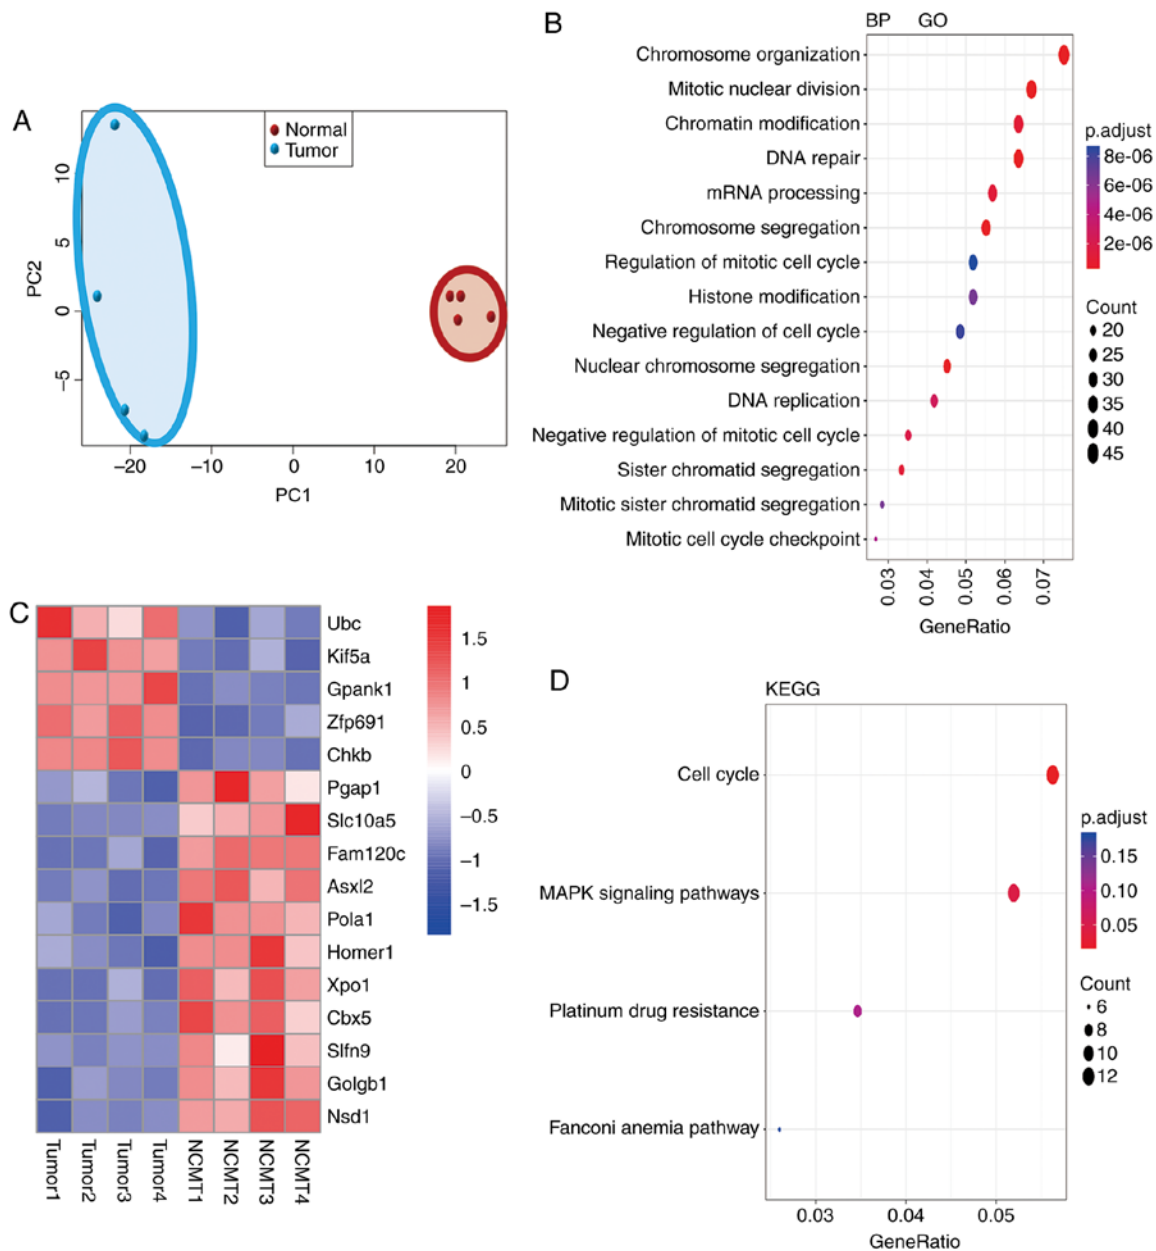 A
Normal
Tumor
PC2
10
5
0
−5
−20
−10
0
10
20
PC1
B
BP GO
Chromosome organization
Mitotic nuclear division
Chromatin modification
DNA repair
mRNA processing
Chromosome segregation
Regulation of mitotic cell cycle
Histone modification
Negative regulation of cell cycle
Nuclear chromosome segregation
DNA replication
Negative regulation of mitotic cell cycle
Sister chromatid segregation
Mitotic sister chromatid segregation
Mitotic cell cycle checkpoint
0.03
0.04
0.05
0.06
0.07
GeneRatio
p.adjust
8e-06
6e-06
4e-06
2e-06
Count
20
25
30
35
40
45
C
Ubc
Kif5a
Gpank1
Zfp691
Chkb
Pgap1
Slc10a5
Fam120c
Asxl2
Pola1
Homer1
Xpo1
Cbx5
Slfn9
Golgb1
Nsd1
Tumor1
Tumor2
Tumor3
Tumor4
NCMT1
NCMT2
NCMT3
NCMT4
1.5
1
0.5
0
−0.5
−1
−1.5
D
KEGG
Cell cycle
MAPK signaling pathways
Platinum drug resistance
Fanconi anemia pathway
0.03
0.04
0.05
GeneRatio
p.adjust
0.15
0.10
0.05
Count
6
8
10
12